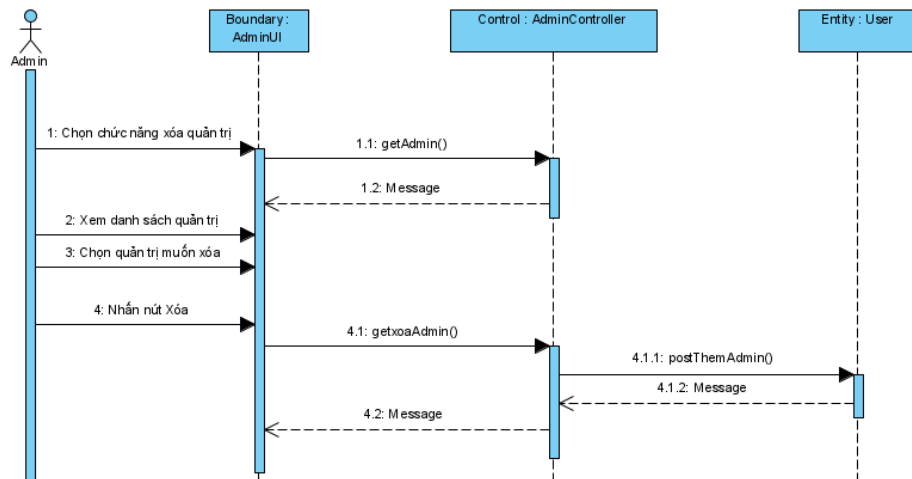 Admin
Boundary :
AdminUI
Control : AdminController
Entity : User
1: Chọn chức năng xóa quản trị
1.1: getAdmin()
1.2: Message
2: Xem danh sách quản trị
3: Chọn quản trị muốn xóa
4: Nhấn nút Xóa
4.1: getxoaAdmin()
4.1.1: postThemAdmin()
4.1.2: Message
4.2: Message